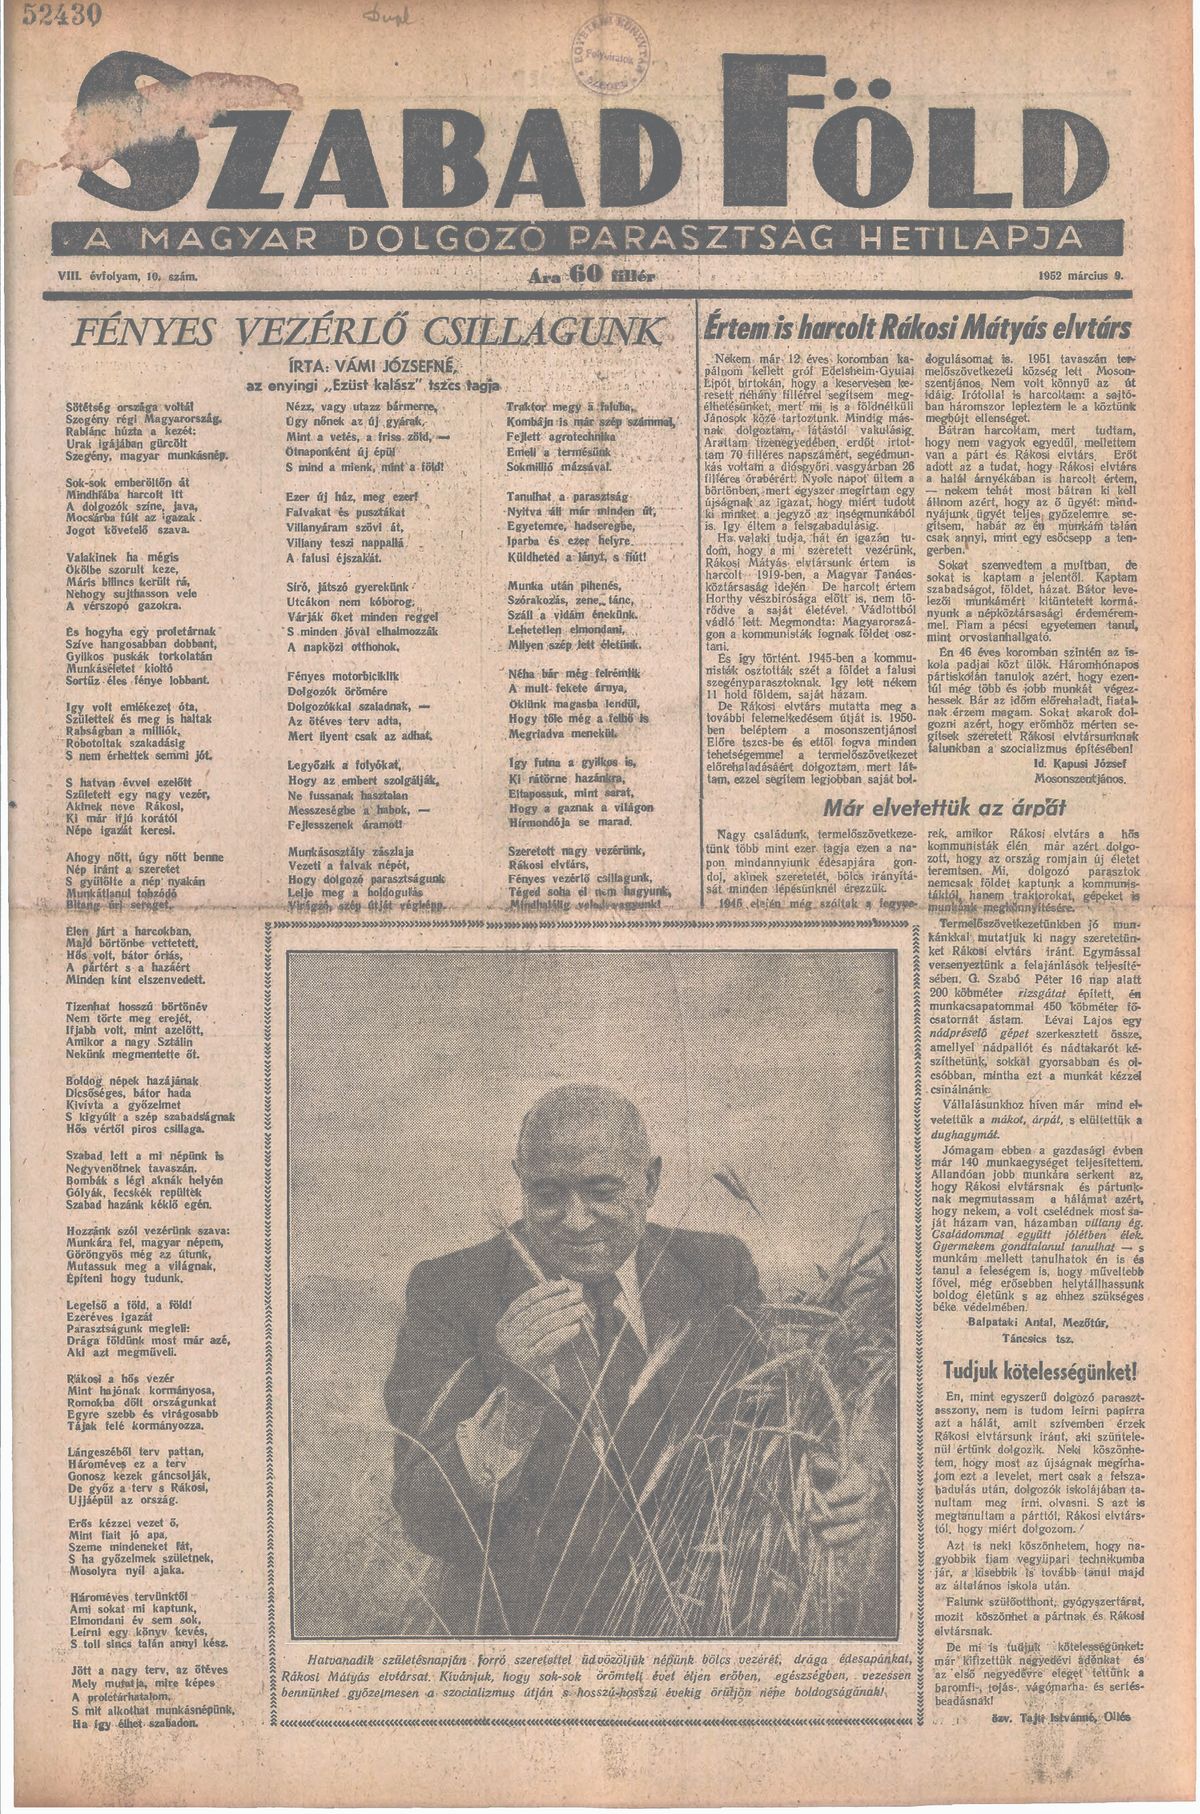 52430
Dupl
EGYETEMI KÖNYVTÁR
Folyóiratok
SZEGED
SZABAD FÖLD
A MAGYAR DOLGOZÓ PARASZTSÁG HETILAPJA
VIII. évfolyam, 10. szám.
Ára 60 fillér
1952 március 9.
FÉNYES VEZÉRLŐ CSILLAGUNK
ÍRTA: VÁMI JÓZSEFNÉ,
az enyingi „Ezüst kalász" tszcs tagja
Sötétség országa voltál
Szegény régi Magyarország.
Rablánc húzta a kezét:
Urak igájában gürcölt
Szegény, magyar munkásnép.
Sok-sok emberöltőn át
Mindhiába harcolt itt
A dolgozók színe, java,
Mocsárba fúlt az igazak
Jogot követelő szava.
Valakinek ha mégis
Ökölbe szorult keze,
Máris bilincs került rá,
Nehogy sujthasson vele
A vérszopó gazokra.
És hogyha egy proletárnak
Szíve hangosabban dobbant,
Gyilkos puskák torkolatán
Munkáséletet kioltó
Sortűz éles fénye lobbant.
Így volt emlékezet óta,
Születtek és meg is haltak
Rabságban a milliók,
Robotoltak szakadásig
S nem érhettek semmi jót.
S hatvan évvel ezelőtt
Született egy nagy vezér,
Akinek neve Rákosi,
Ki már ifjú korától
Népe igazát keresi.
Ahogy nőtt, úgy nőtt benne
Nép iránt a szeretet
S gyűlölte a nép nyakán
Munkátlanul tobzódó
Bitang úri sereget.
Élen járt a harcokban,
Majd börtönbe vettetett,
Hős volt, bátor óriás,
A pártért s a hazáért
Minden kínt elszenvedett.
Tizenhat hosszú börtönév
Nem törte meg erejét,
Ifjabb volt, mint azelőtt,
Amikor a nagy Sztálin
Nekünk megmentette őt.
Boldog népek hazájának
Dicsőséges, bátor hada
Kivívta a győzelmet
S kigyúlt a szép szabadságnak
Hős vértől piros csillaga.
Szabad lett a mi népünk is
Negyvenötnek tavaszán.
Bombák s légi aknák helyén
Gólyák, fecskék repültek
Szabad hazánk kéklő egén.
Hozzánk szól vezérünk szava:
Munkára fel, magyar népem,
Göröngyös még az útunk,
Mutassuk meg a világnak,
Építeni hogy tudunk.
Legelső a föld, a föld!
Ezeréves igazát
Parasztságunk megleli:
Drága földünk most már azé,
Aki azt megműveli.
Rákosi a hős vezér
Mint hajónak kormányosa,
Romokba dőlt országunkat
Egyre szebb és virágosabb
Tájak felé kormányozza.
Lángeszéből terv pattan,
Hároméves ez a terv
Gonosz kezek gáncsolják,
De győz a terv s Rákosi,
Ujjáépül az ország.
Erős kézzel vezet ő,
Mint fiait jó apa,
Szeme mindeneket lát,
S ha győzelmek születnek,
Mosolyra nyíl ajaka.
Hároméves tervünktől
Ami sokat mi kaptunk,
Elmondani év sem sok,
Leírni egy könyv kevés,
S toll sincs talán annyi kész.
Jött a nagy terv, az ötéves
Mely mutatja, mire képes
A proletárhatalom,
S mit alkothat munkásnépünk,
Ha így élhet szabadon.
Nézz, vagy utazz bármerre,
Úgy nőnek az új gyárak,
Mint a vetés, a friss zöld, —
Ötnaponként új épül
S mind a mienk, mint a föld!
Ezer új ház, meg ezer!
Falvakat és pusztákat
Villanyáram szövi át,
Villany teszi nappallá
A falusi éjszakát.
Síró, játszó gyerekünk
Utcákon nem kóborog,
Várják őket minden reggel
S minden jóval elhalmozzák
A napközi otthonok.
Fényes motorbiciklik
Dolgozók örömére
Dolgozókkal szaladnak, —
Az ötéves terv adta,
Mert ilyent csak az adhat.
Legyőzik a folyókat,
Hogy az embert szolgálják,
Ne fussanak hasztalan
Messzeségbe a habok, —
Fejlesszenek áramot!
Munkásosztály zászlaja
Vezeti a falvak népét,
Hogy dolgozó parasztságunk
Lelje meg a boldogulás
Virágzó, szép útját végképp.
Traktor megy a faluba,
Kombájn is már szép számmal,
Fejlett agrotechnika
Emeli a termésünk
Sokmillió mázsával.
Tanulhat a parasztság
Nyitva áll már minden út,
Egyetemre, hadseregbe,
Iparba és ezer helyre
Küldheted a lányt, s fiút!
Munka után pihenés,
Szórakozás, zene, tánc,
Száll a vidám énekünk.
Lehetetlen elmondani,
Milyen szép lett életünk.
Néha bár még felrémlik
A mult fekete árnya,
Öklünk magasba lendül,
Hogy tőle még a felhő is
Megriadva menekül.
Így futna a gyilkos is,
Ki rátörne hazánkra,
Eltapossuk, mint sarat,
Hogy a gaznak a világon
Hírmondója se marad.
Szeretett nagy vezérünk,
Rákosi elvtárs,
Fényes vezérlő csillagunk,
Téged soha el nem hagyunk,
Mindhalálig veled vagyunk!
Értem is harcolt Rákosi Mátyás elvtárs
Nekem már 12 éves koromban ka-
pálnom kellett gróf Edelsheim-Gyulai
Lipót birtokán, hogy a keservesen ke-
resett néhány fillérrel segítsem meg-
élhetésünket, mert mi is a földnélküli
Jánosok közé tartoztunk. Mindig más-
nak dolgoztam, látástól vakulásig.
Arattam tizenegyedében, erdőt irtot-
tam 70 filléres napszámért, segédmun-
kás voltam a diósgyőri vasgyárban 26
filléres órabérért. Nyolc napot ültem a
börtönben, mert egyszer megírtam egy
újságnak az igazat, hogy miért tudott
ki minket a jegyző az ínségmunkából
is. Így éltem a felszabadulásig.
Ha valaki tudja, hát én igazán tu-
dom, hogy a mi szeretett vezérünk,
Rákosi Mátyás elvtársunk értem is
harcolt 1919-ben, a Magyar Tanács-
köztársaság idején De harcolt értem
Horthy vészbírósága előtt is, nem tö-
rődve a saját életével. Vádlottból
vádló lett. Megmondta: Magyarorszá-
gon a kommunisták fognak földet osz-
tani.
És így történt. 1945-ben a kommu-
nisták osztották szét a földet a falusi
szegényparasztoknak. Így lett nékem
11 hold földem, saját házam.
De Rákosi elvtárs mutatta meg a
további felemelkedésem útját is. 1950-
ben beléptem a mosonszentjánosi
Előre tszcs-be és ettől fogva minden
tehetségemmel a termelőszövetkezet
előrehaladásáért dolgoztam, mert lát-
tam, ezzel segítem legjobban saját bol-
dogulásomat is. 1951 tavaszán ter-
melőszövetkezeti község lett Moson-
szentjános. Nem volt könnyű az út
idáig. Írótollal is harcoltam: a sajtó-
ban háromszor lepleztem le a köztünk
megbújt ellenséget.
Bátran harcoltam, mert tudtam,
hogy nem vagyok egyedül, mellettem
van a párt és Rákosi elvtárs. Erőt
adott az a tudat, hogy Rákosi elvtárs
a halál árnyékában is harcolt értem,
— nekem tehát most bátran ki kell
állnom azért, hogy az ő ügyét: mind-
nyájunk ügyét teljes győzelemre se-
gítsem, habár az én munkám talán
csak annyi, mint egy esőcsepp a ten-
gerben.
Sokat szenvedtem a multban, de
sokat is kaptam a jelentől. Kaptam
szabadságot, földet, házat. Bátor leve-
lezői munkámért kitüntetett kormá-
nyunk a népköztársasági érdemérem-
mel. Fiam a pécsi egyetemen tanul,
mint orvostanhallgató.
Én 46 éves koromban szintén az is-
kola padjai közt ülök. Háromhónapos
pártiskolán tanulok azért, hogy ezen-
túl még több és jobb munkát végez-
hessek. Bár az időm előrehaladt, fiatal-
nak érzem magam. Sokat akarok dol-
gozni azért, hogy erőmhöz mérten se-
gítsek szeretett Rákosi elvtársunknak
falunkban a szocializmus építésében!
Id. Kapusi József
Mosonszentjános.
Már elvetettük az árpát
Nagy családunk, termelőszövetkeze-
tünk több mint ezer tagja ezen a na-
pon mindannyiunk édesapjára gon-
dol, akinek szeretetét, bölcs irányítá-
sát minden lépésünknél érezzük.
1945 elején még szóltak a fegyve-
rek, amikor Rákosi elvtárs a hős
kommunisták élén már azért dolgo-
zott, hogy az ország romjain új életet
teremtsen. Mi, dolgozó parasztok
nemcsak földet kaptunk a kommunis-
táktól, hanem traktorokat, gépeket is
munkánk megkönnyítésére.
Termelőszövetkezetünkben jó mun-
kánkkal mutatjuk ki nagy szeretetün-
ket Rákosi elvtárs iránt. Egymással
versenyeztünk a felajánlások teljesíté-
sében. G. Szabó Péter 16 nap alatt
200 köbméter rizsgátat épített, én
munkacsapatommal 450 köbméter fő-
csatornát ástam. Lévai Lajos egy
nádpréselő gépet szerkesztett össze,
amellyel nádpallót és nádtakarót ké-
szíthetünk, sokkal gyorsabban és ol-
csóbban, mintha ezt a munkát kézzel
csinálnánk.
Vállalásunkhoz híven már mind el-
vetettük a mákot, árpát, s elültettük a
dughagymát.
Jómagam ebben a gazdasági évben
már 140 munkaegységet teljesítettem.
Állandóan jobb munkára serkent az,
hogy Rákosi elvtársnak és pártunk-
nak megmutassam a hálámat azért,
hogy nekem, a volt cselédnek most sa-
ját házam van, házamban villany ég.
Családommal együtt jólétben élek.
Gyermekem gondtalanul tanulhat — s
munkám mellett tanulhatok én is és
tanul a feleségem is, hogy műveltebb
fővel, még erősebben helytállhassunk
boldog életünk s az ehhez szükséges
béke védelmében.
Balpataki Antal, Mezőtúr,
Táncsics tsz.
Tudjuk kötelességünket!
Én, mint egyszerű dolgozó paraszt-
asszony, nem is tudom leírni papírra
azt a hálát, amit szívemben érzek
Rákosi elvtársunk iránt, aki szüntele-
nül értünk dolgozik. Neki köszönhe-
tem, hogy most az újságnak megírha-
tom ezt a levelet, mert csak a felsza-
badulás után, dolgozók iskolájában ta-
nultam meg írni, olvasni. S azt is
megtanultam a párttól, Rákosi elvtárs-
tól, hogy miért dolgozom.
Azt is neki köszönhetem, hogy na-
gyobbik fiam vegyipari technikumba
jár, a kisebbik is tovább tanul majd
az általános iskola után.
Falunk szülőotthont, gyógyszertárat,
mozit köszönhet a pártnak és Rákosi
elvtársnak.
De mi is tudjuk kötelességünket:
már kifizettük negyedévi adónkat és
az első negyedévre eleget tettünk a
baromfi-, tojás-, vágómarha- és sertés-
beadásnak!
özv. Tajti Istvánné, Ölbő
Hatvanadik születésnapján forró szeretettel üdvözöljük népünk bölcs vezérét, drága édesapánkat,
Rákosi Mátyás elvtársat. Kívánjuk, hogy sok-sok örömteli évet éljen erőben, egészségben, vezessen
bennünket győzelmesen a szocializmus útján s hosszú-hosszú évekig örüljön népe boldogságának!